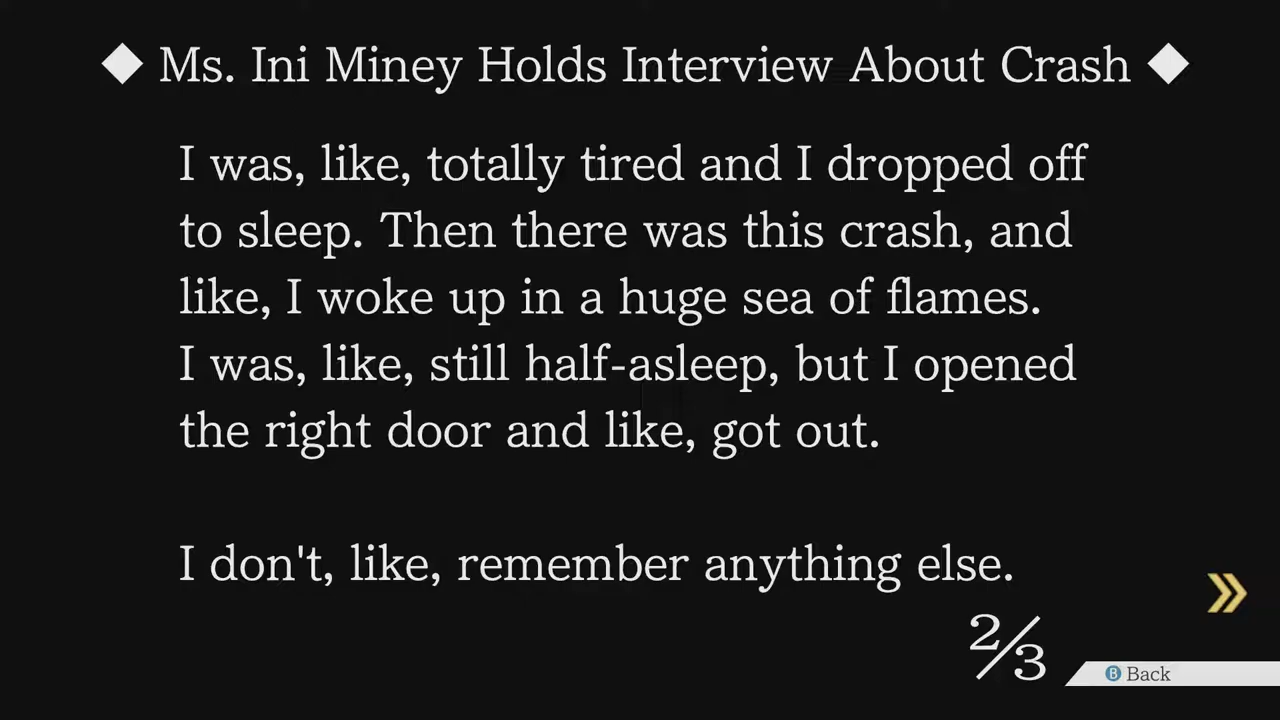 ◆ Ms. Ini Miney Holds Interview About Crash ◆
I was, like, totally tired and I dropped off
to sleep. Then there was this crash, and
like, I woke up in a huge sea of flames.
I was, like, still half-asleep, but I opened
the right door and like, got out.
I don't, like, remember anything else.
2/3
B Back